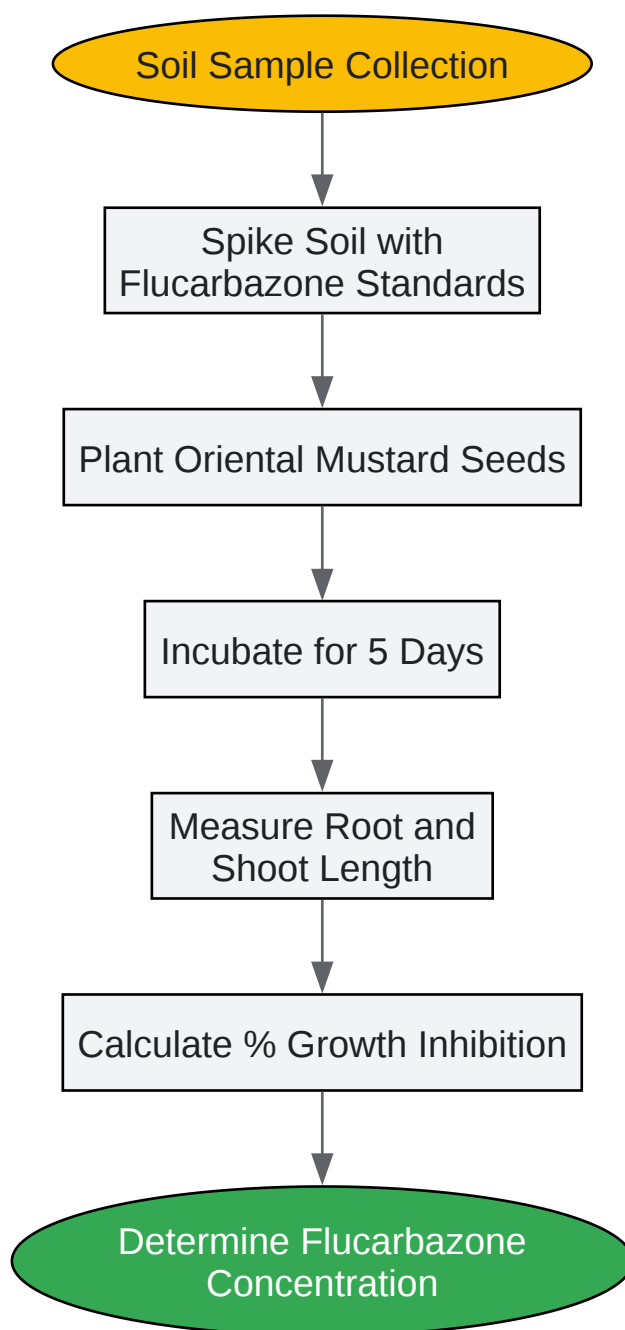 Soil Sample Collection
Spike Soil with
Flucarbazone Standards
Plant Oriental Mustard Seeds
Incubate for 5 Days
Measure Root and
Shoot Length
Calculate % Growth Inhibition
Determine Flucarbazone
Concentration